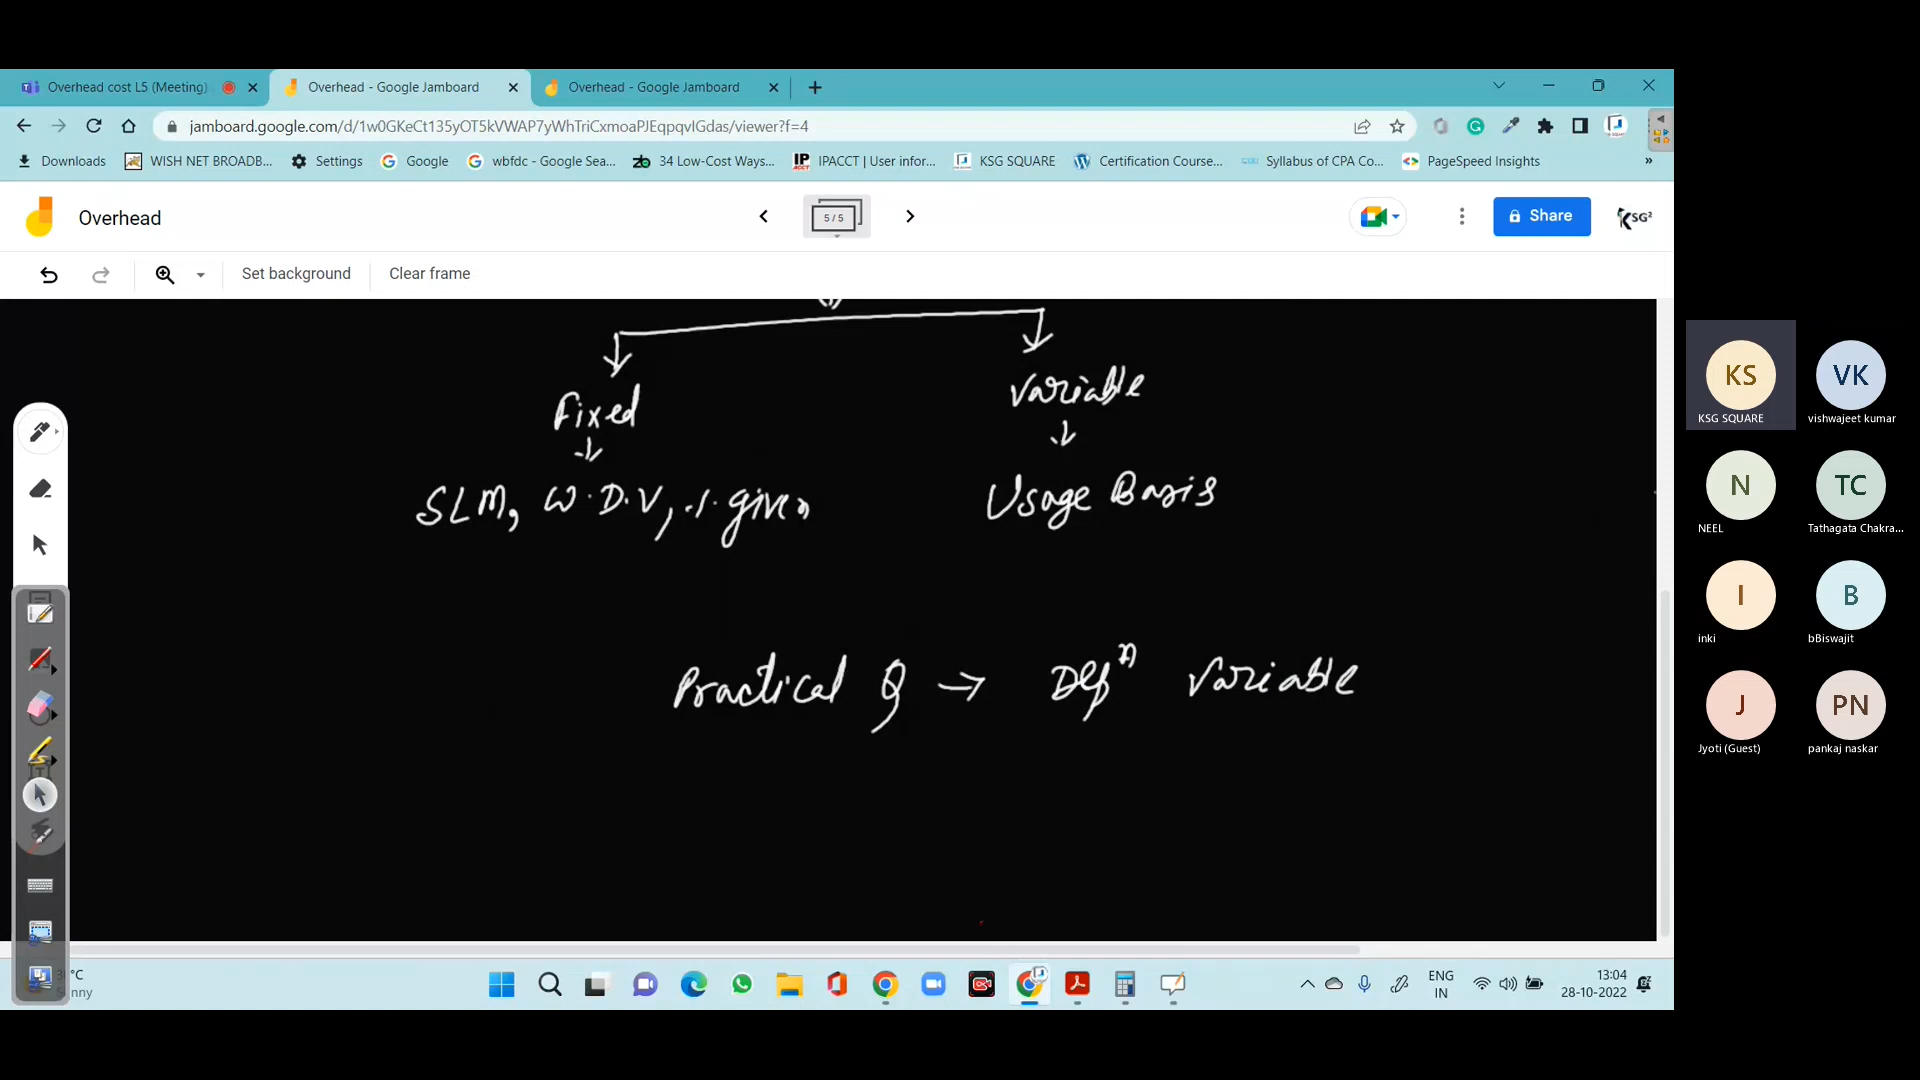 Overhead cost L5 (Meeting)
Overhead - Google Jamboard
Overhead - Google Jamboard
jamboard.google.com/d/1w0GKeCt135yOT5kVWAP7yWhTriCxmoaPJEqpqvIGdas/viewer?f=4
Downloads
WISH NET BROADB...
Settings
Google
wbfdc - Google Sea...
34 Low-Cost Ways...
IPACCT | User infor...
KSG SQUARE
Certification Course...
Syllabus of CPA Co...
PageSpeed Insights
Overhead
5 / 5
Share
KSG²
Set background
Clear frame
Fixed
Variable
SLM, W.D.V, % given
Usage Basis
Practical Q → Depⁿ Variable
KS
KSG SQUARE
VK
vishwajeet kumar
N
NEEL
TC
Tathagata Chakra...
I
inki
B
bBiswajit
J
Jyoti (Guest)
PN
pankaj naskar
ENG
IN
13:04
28-10-2022